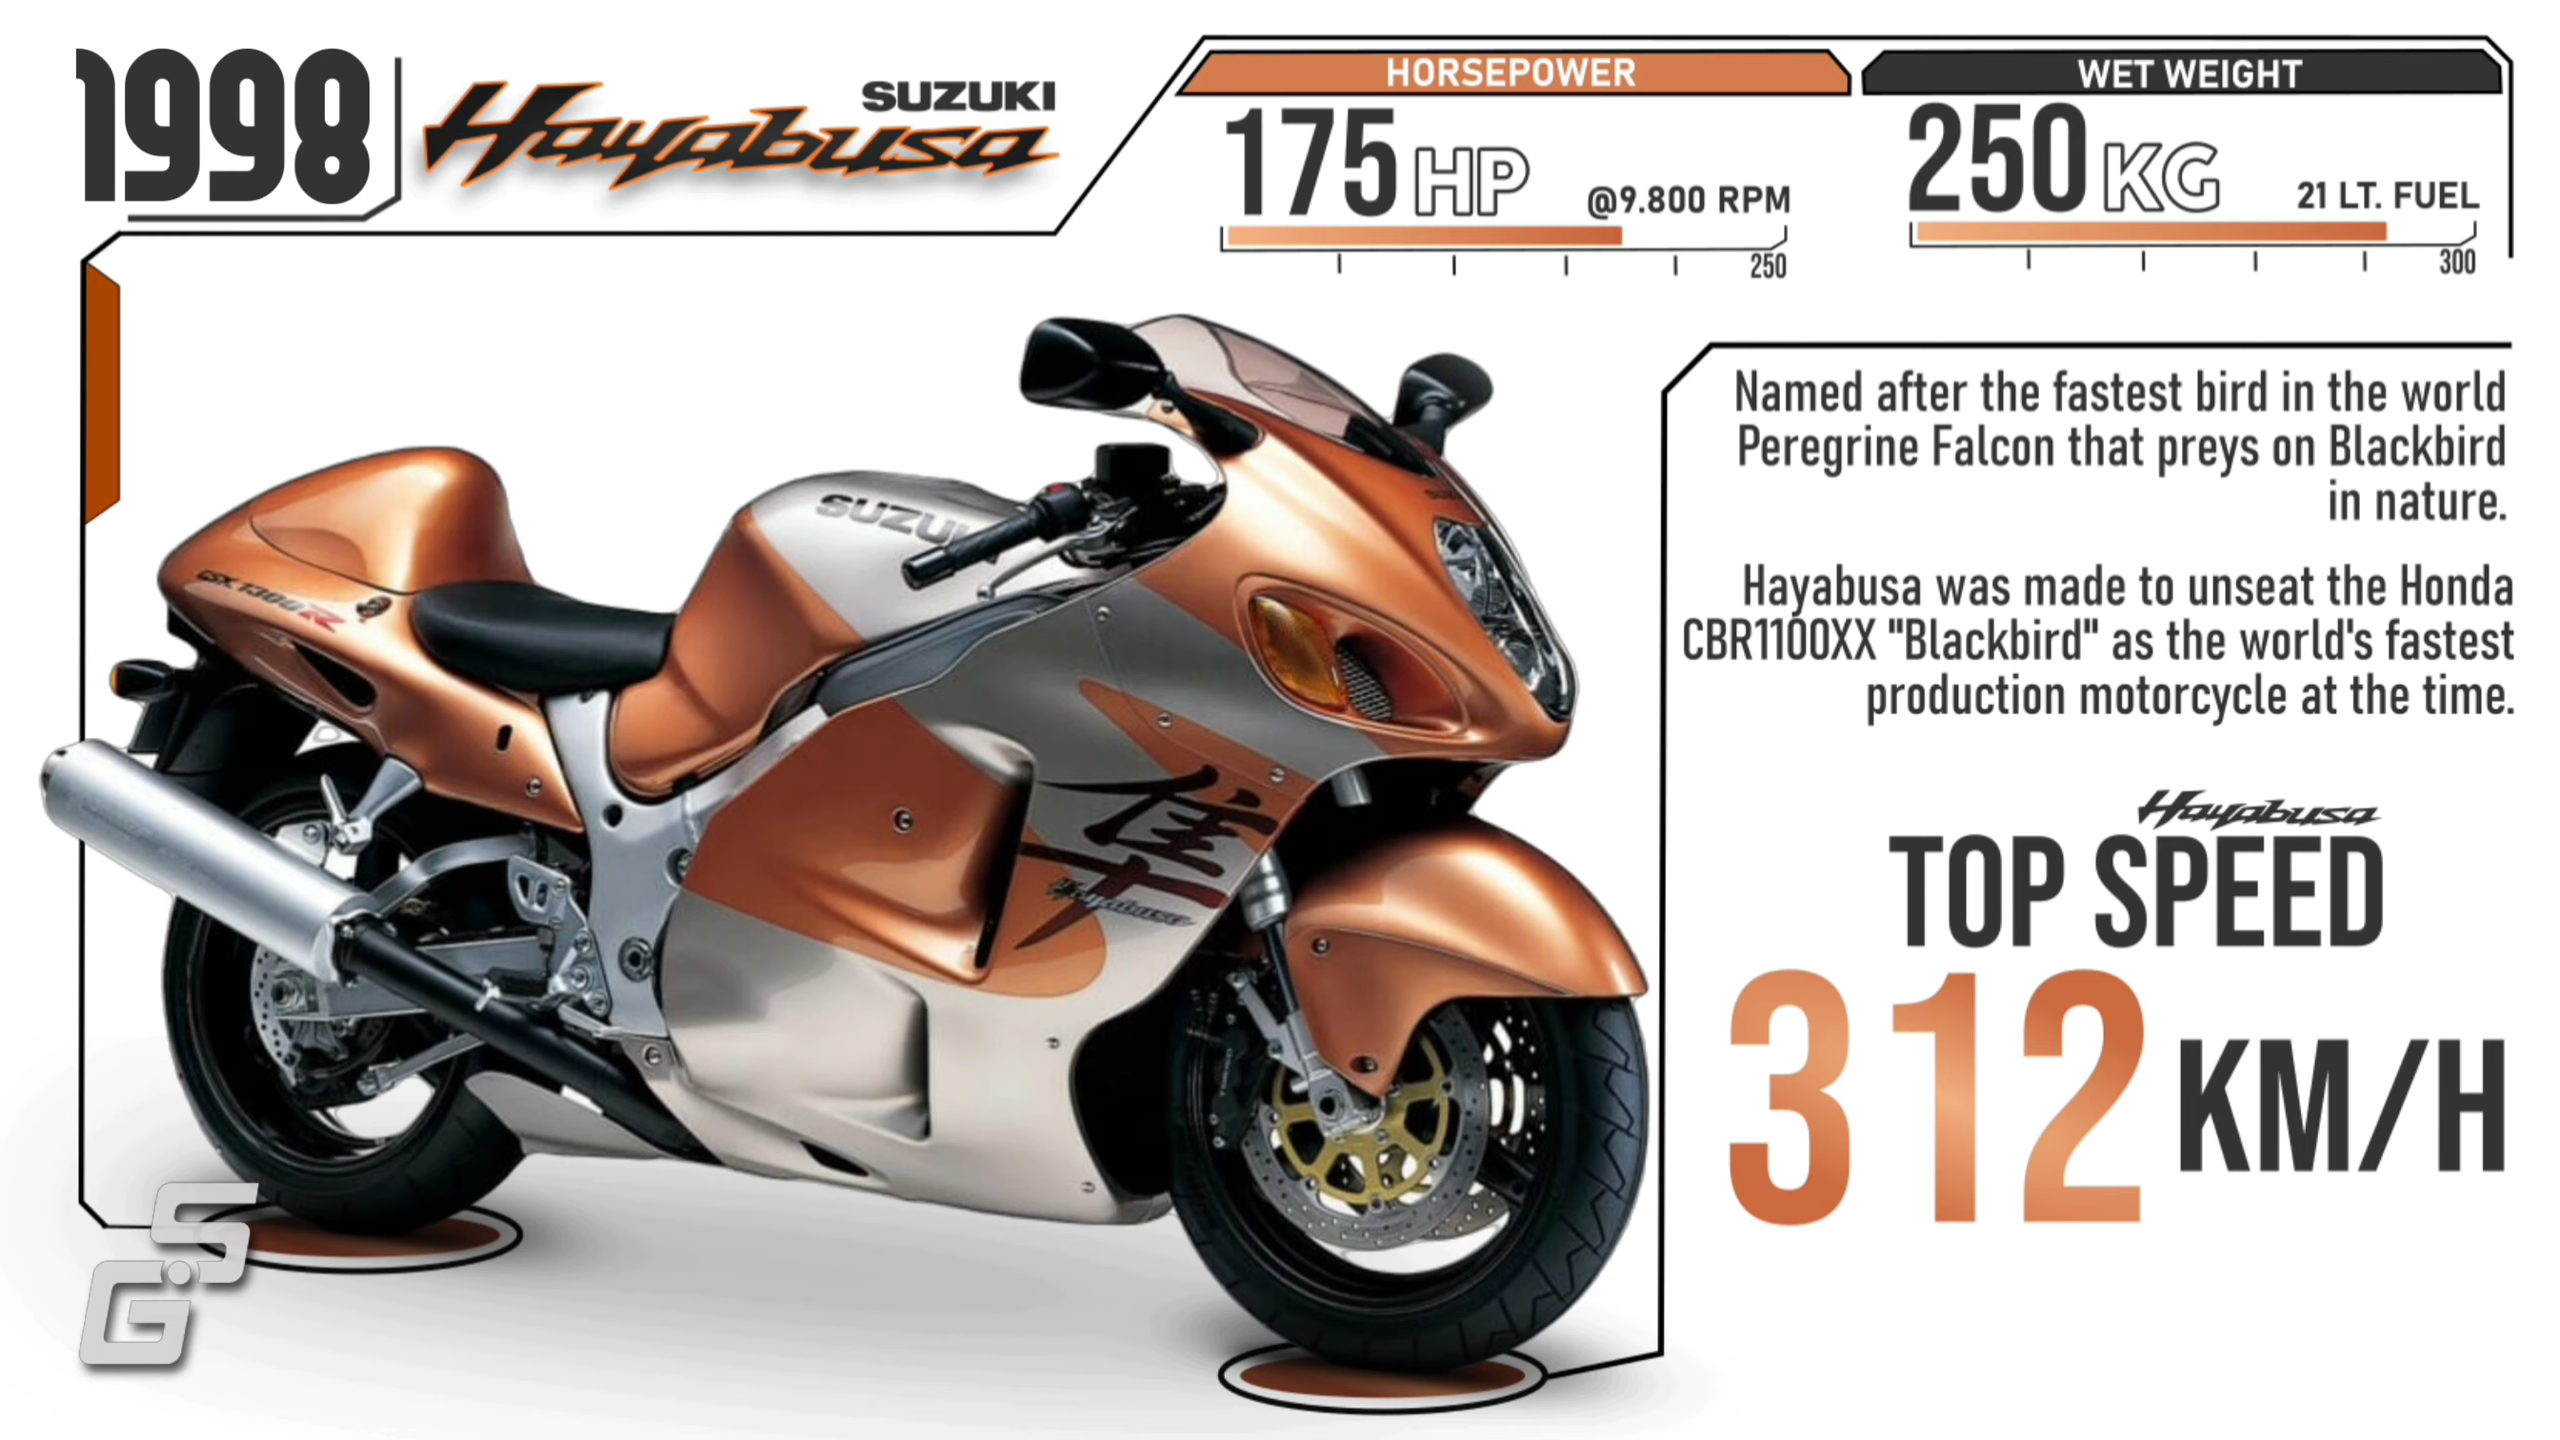 1998
SUZUKI
Hayabusa
HORSEPOWER
175 HP
@9.800 RPM
250
WET WEIGHT
250 KG
21 LT. FUEL
300
Named after the fastest bird in the world
Peregrine Falcon that preys on Blackbird
in nature.
Hayabusa was made to unseat the Honda
CBR1100XX "Blackbird" as the world's fastest
production motorcycle at the time.
Hayabusa
TOP SPEED
312 KM/H
SUZUKI
GSX 1300R
隼
Hayabusa
GS